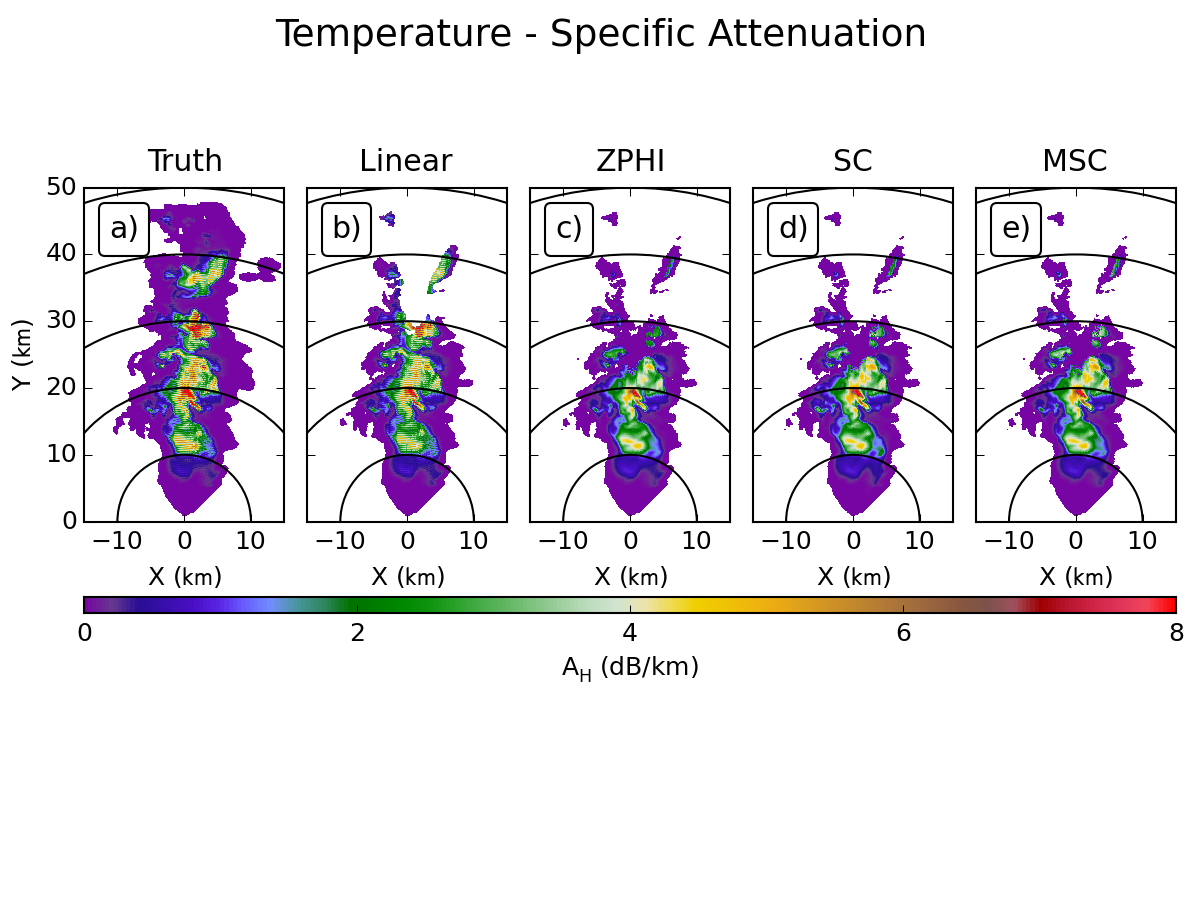 Temperature - Specific Attenuation
Truth Linear ZPHI SC MSC
a) b) c) d) e)
50
40
30
20
10
0
Y (km)
−10 0 10 −10 0 10 −10 0 10 −10 0 10 −10 0 10
X (km) X (km) X (km) X (km) X (km)
0 2 4 6 8
A_H (dB/km)